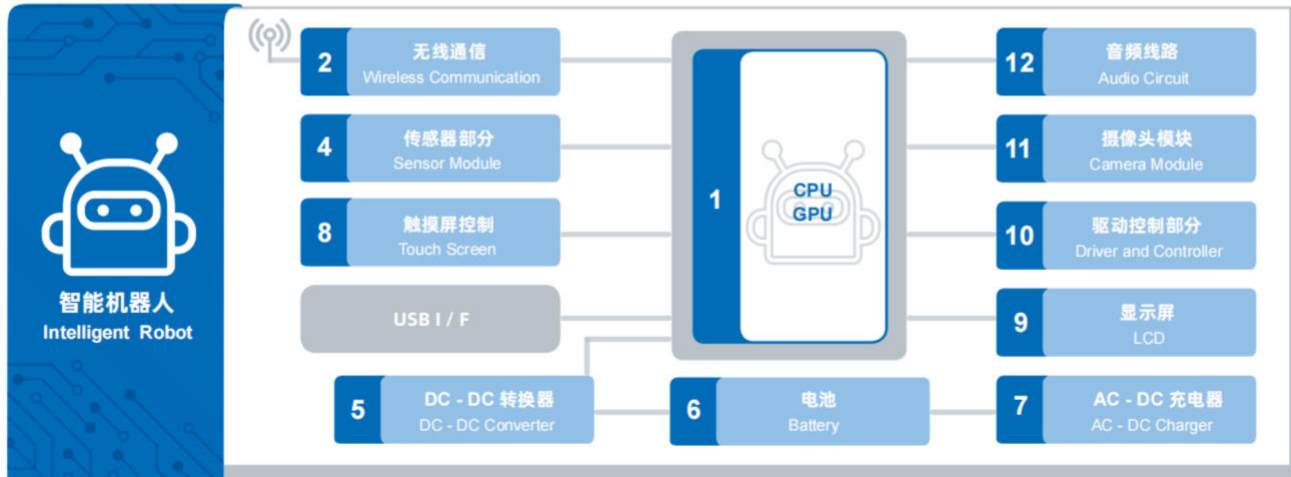 智能机器人
Intelligent Robot
2
无线通信
Wireless Communication
4
传感器部分
Sensor Module
8
触摸屏控制
Touch Screen
USB I / F
5
DC - DC 转换器
DC - DC Converter
1
CPU
GPU
6
电池
Battery
12
音频线路
Audio Circuit
11
摄像头模块
Camera Module
10
驱动控制部分
Driver and Controller
9
显示屏
LCD
7
AC - DC 充电器
AC - DC Charger